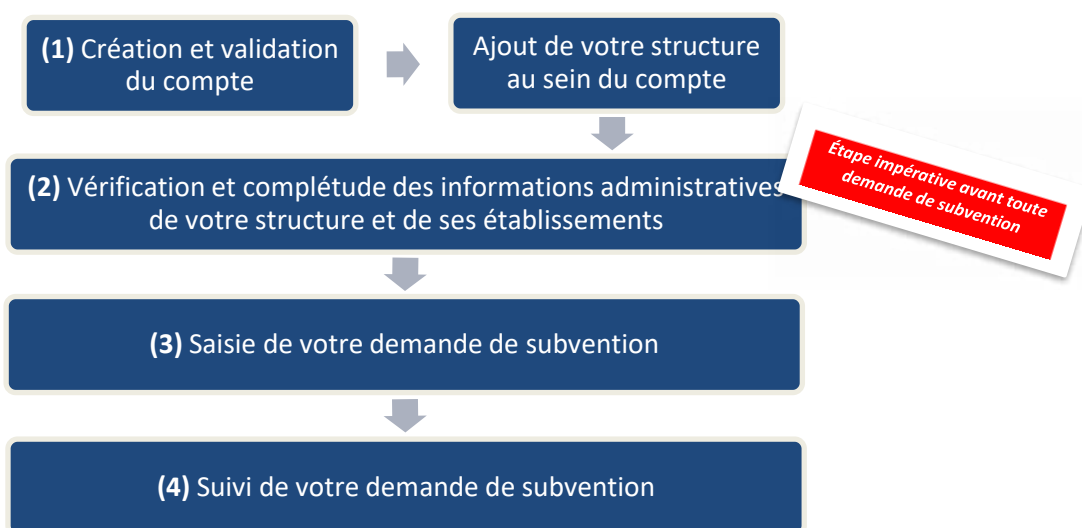 (1) Création et validation
du compte
Ajout de votre structure
au sein du compte
(2) Vérification et complétude des informations administratives
de votre structure et de ses établissements
Étape impérative avant toute
demande de subvention
(3) Saisie de votre demande de subvention
(4) Suivi de votre demande de subvention